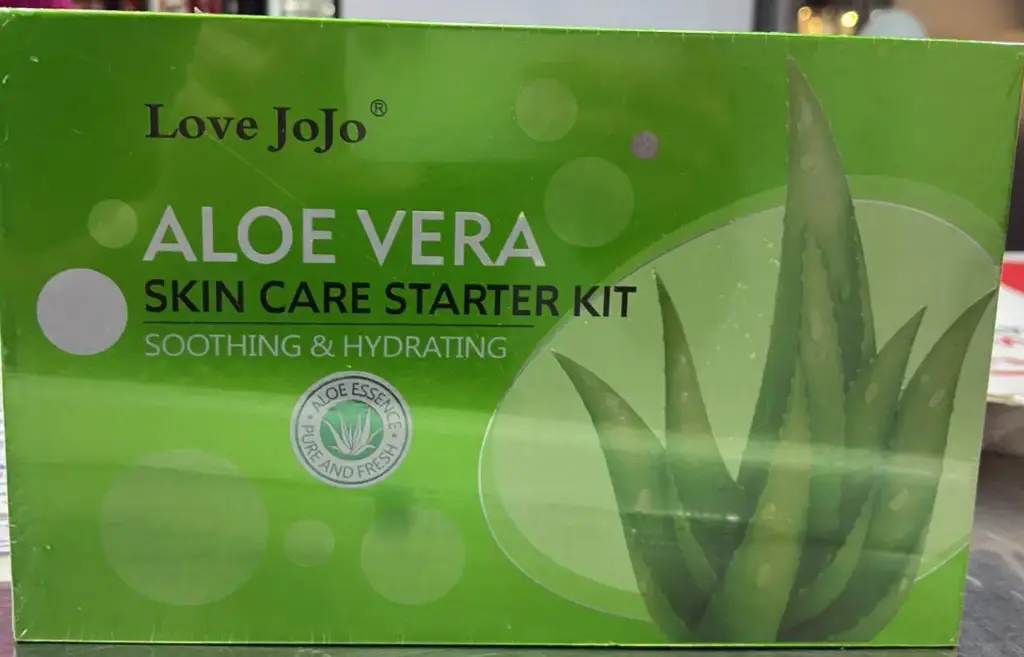 Love JoJo®
ALOE VERA
SKIN CARE STARTER KIT
SOOTHING & HYDRATING
ALOE ESSENCE
• PURE AND FRESH •